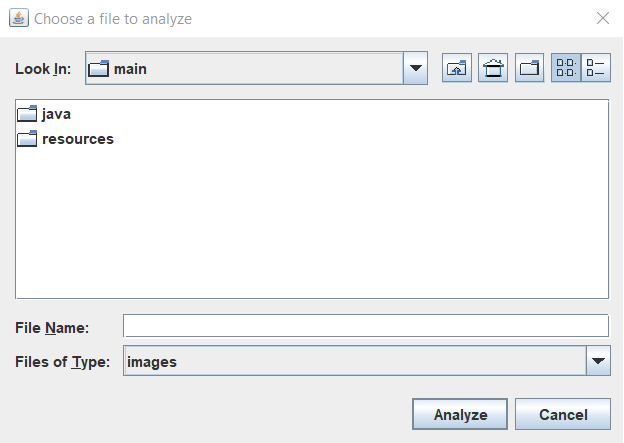 Choose a file to analyze
Look In: main
java
resources
File Name:
Files of Type: images
Analyze Cancel